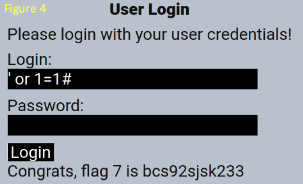 Figure 4
User Login
Please login with your user credentials!
Login:
' or 1=1#
Password:
Login
Congrats, flag 7 is bcs92sjsk233